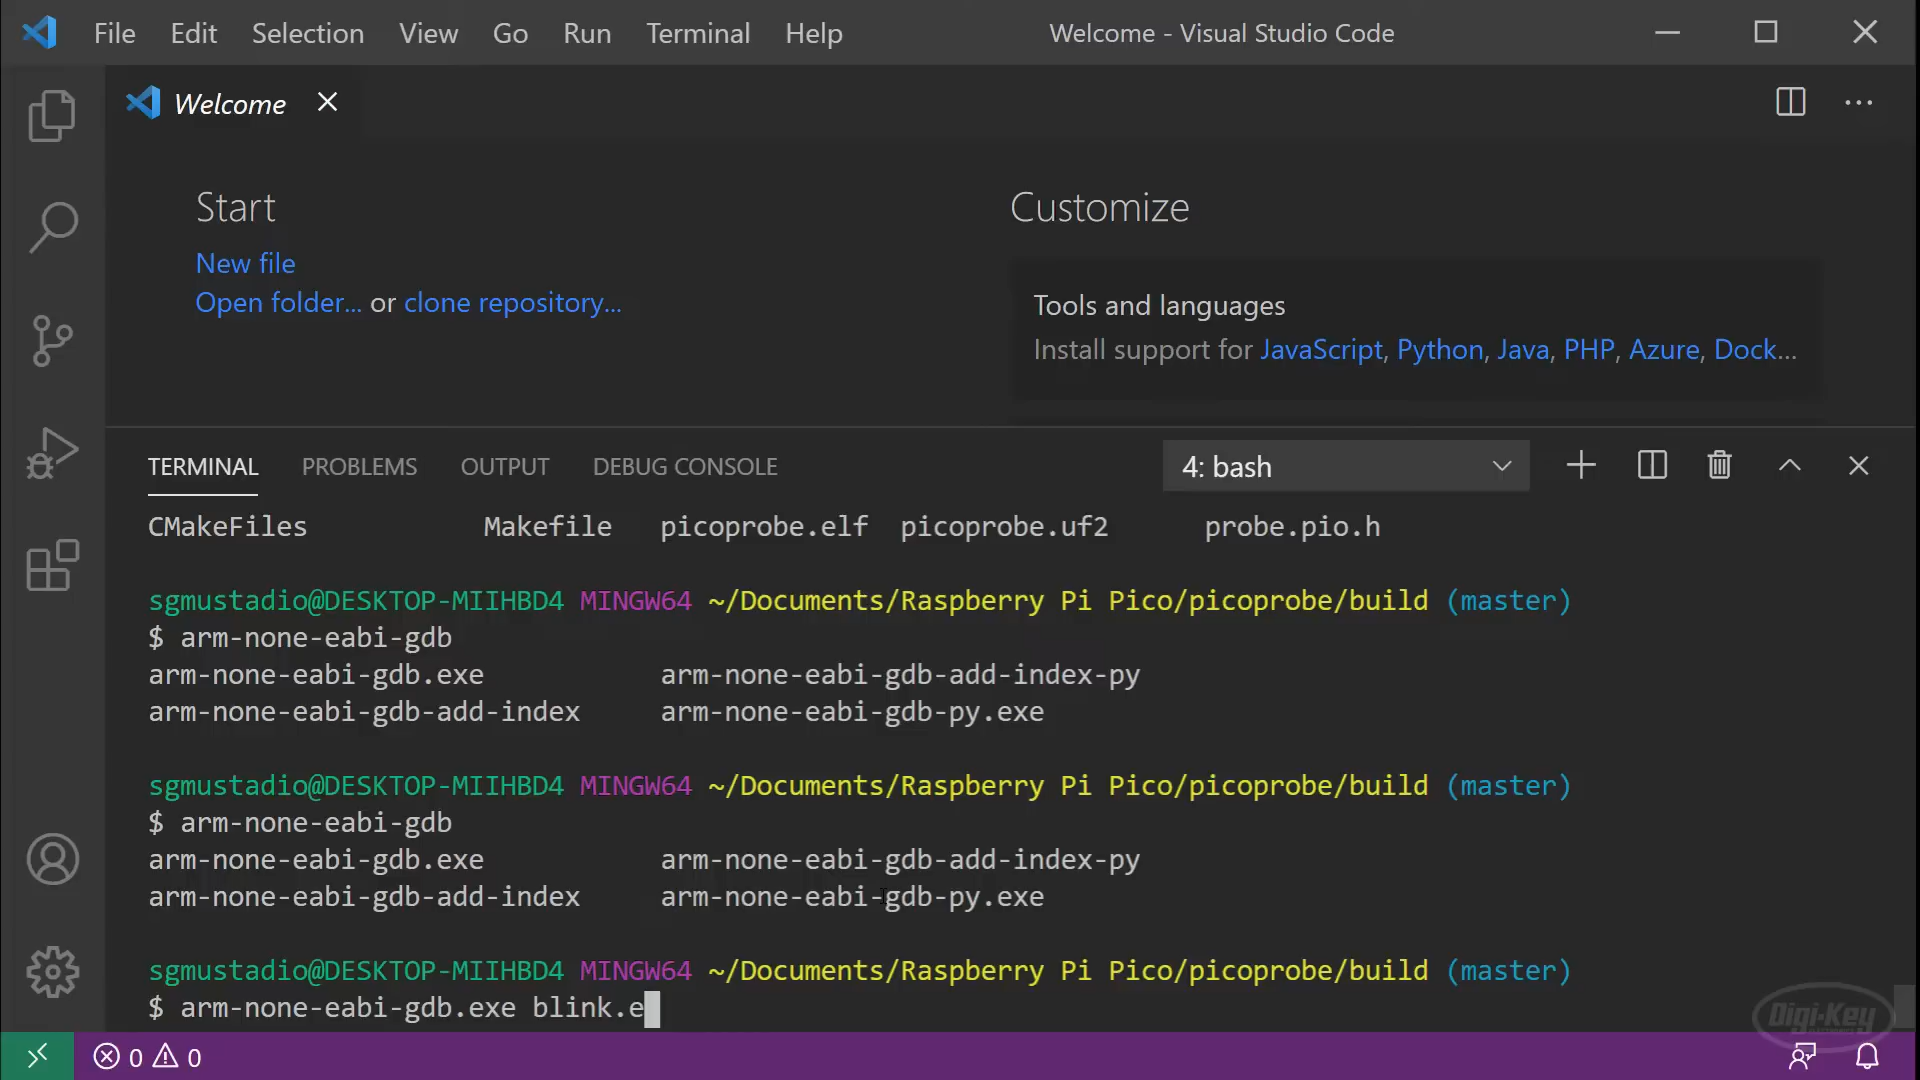 File Edit Selection View Go Run Terminal Help Welcome - Visual Studio Code
Welcome
Start
Customize
New file
Open folder... or clone repository...
Tools and languages
Install support for JavaScript, Python, Java, PHP, Azure, Dock...
TERMINAL PROBLEMS OUTPUT DEBUG CONSOLE 4: bash
CMakeFiles Makefile picoprobe.elf picoprobe.uf2 probe.pio.h
sgmustadio@DESKTOP-MIIHBD4 MINGW64 ~/Documents/Raspberry Pi Pico/picoprobe/build (master)
$ arm-none-eabi-gdb
arm-none-eabi-gdb.exe arm-none-eabi-gdb-add-index-py
arm-none-eabi-gdb-add-index arm-none-eabi-gdb-py.exe
sgmustadio@DESKTOP-MIIHBD4 MINGW64 ~/Documents/Raspberry Pi Pico/picoprobe/build (master)
$ arm-none-eabi-gdb
arm-none-eabi-gdb.exe arm-none-eabi-gdb-add-index-py
arm-none-eabi-gdb-add-index arm-none-eabi-gdb-py.exe
sgmustadio@DESKTOP-MIIHBD4 MINGW64 ~/Documents/Raspberry Pi Pico/picoprobe/build (master)
$ arm-none-eabi-gdb.exe blink.e
Digi-Key
0 0